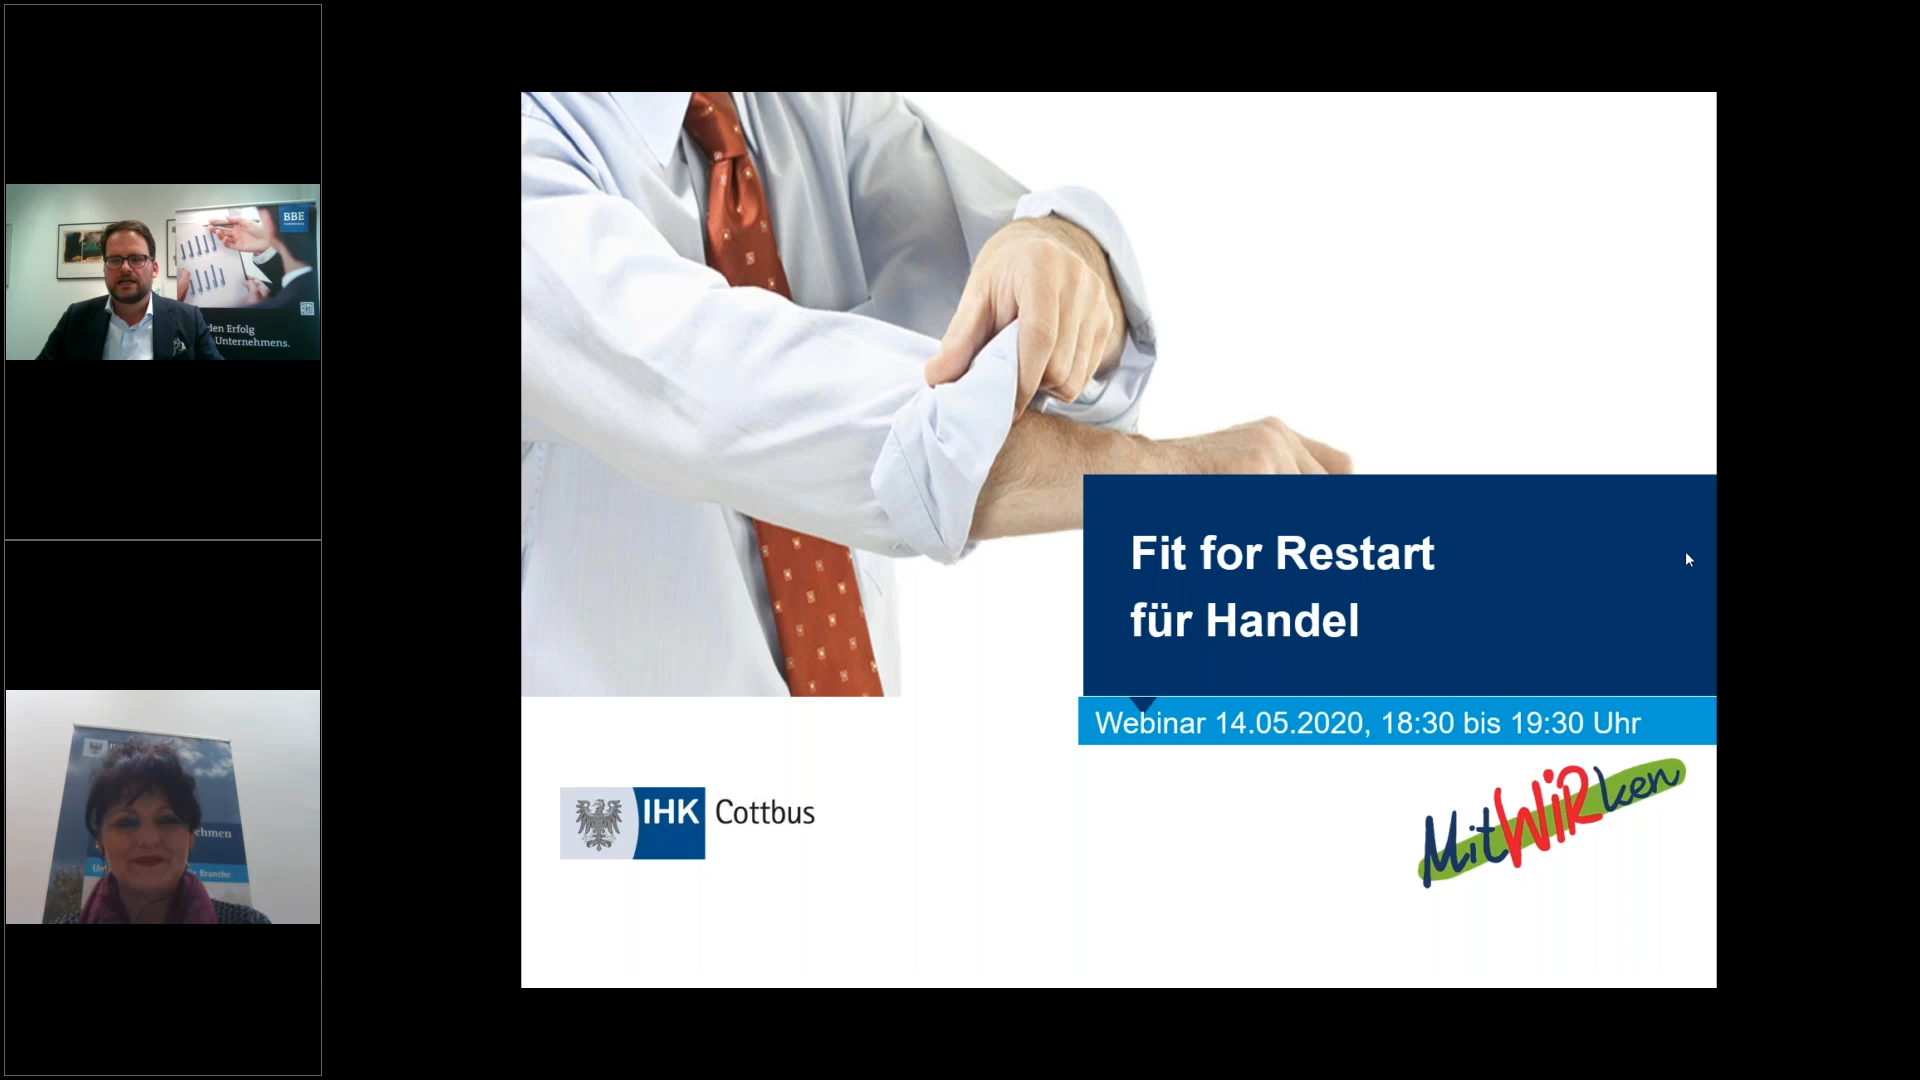 BBE
den Erfolg
Unternehmens.
ehmen
Branche
Fit for Restart
für Handel
Webinar 14.05.2020, 18:30 bis 19:30 Uhr
IHK Cottbus
MitWIRken